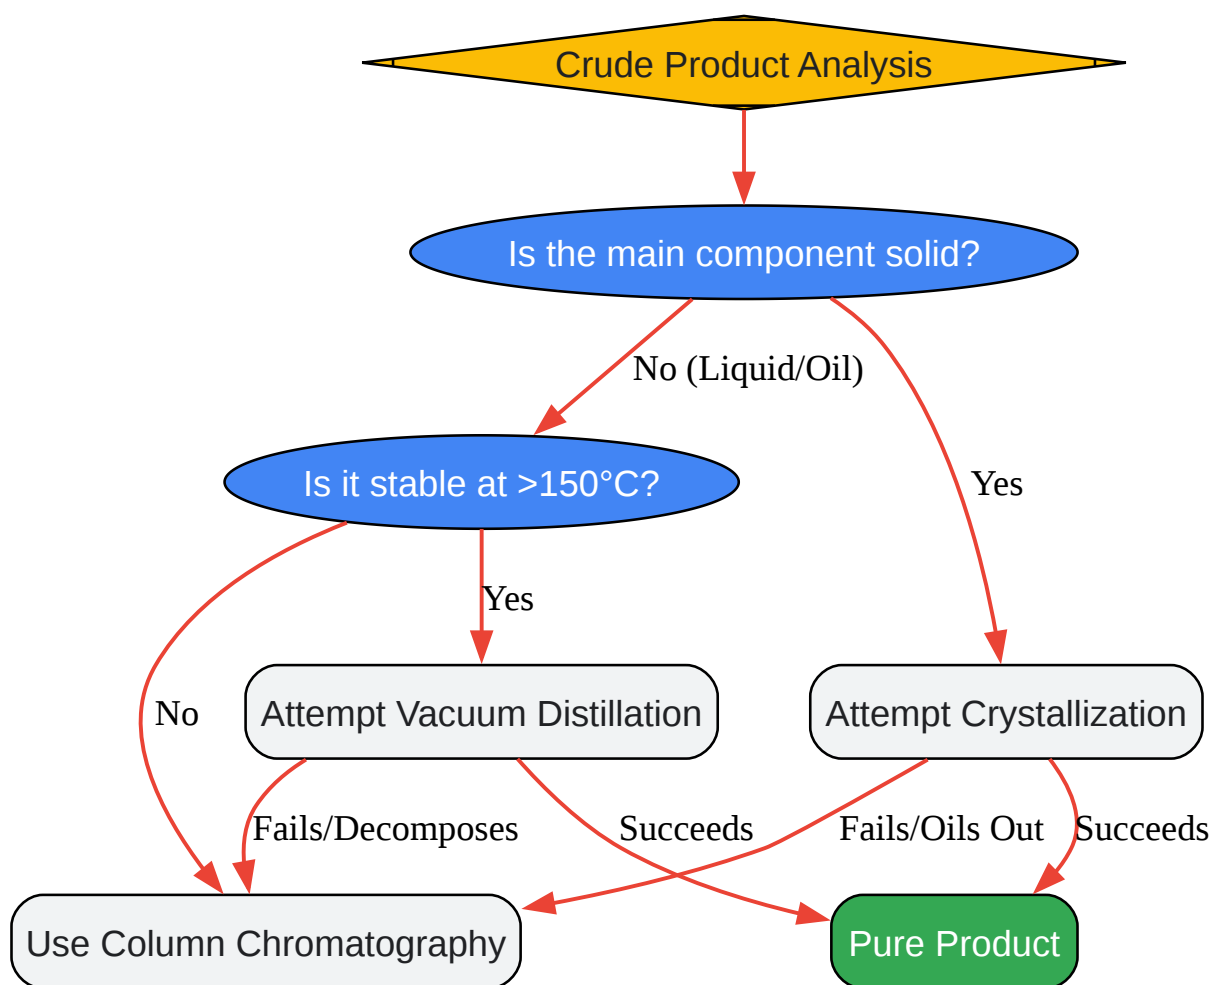 Crude Product Analysis
Is the main component solid?
No (Liquid/Oil)
Is it stable at >150°C?
Yes
Yes
No
Attempt Vacuum Distillation
Attempt Crystallization
Fails/Decomposes
Succeeds
Fails/Oils Out
Succeeds
Use Column Chromatography
Pure Product